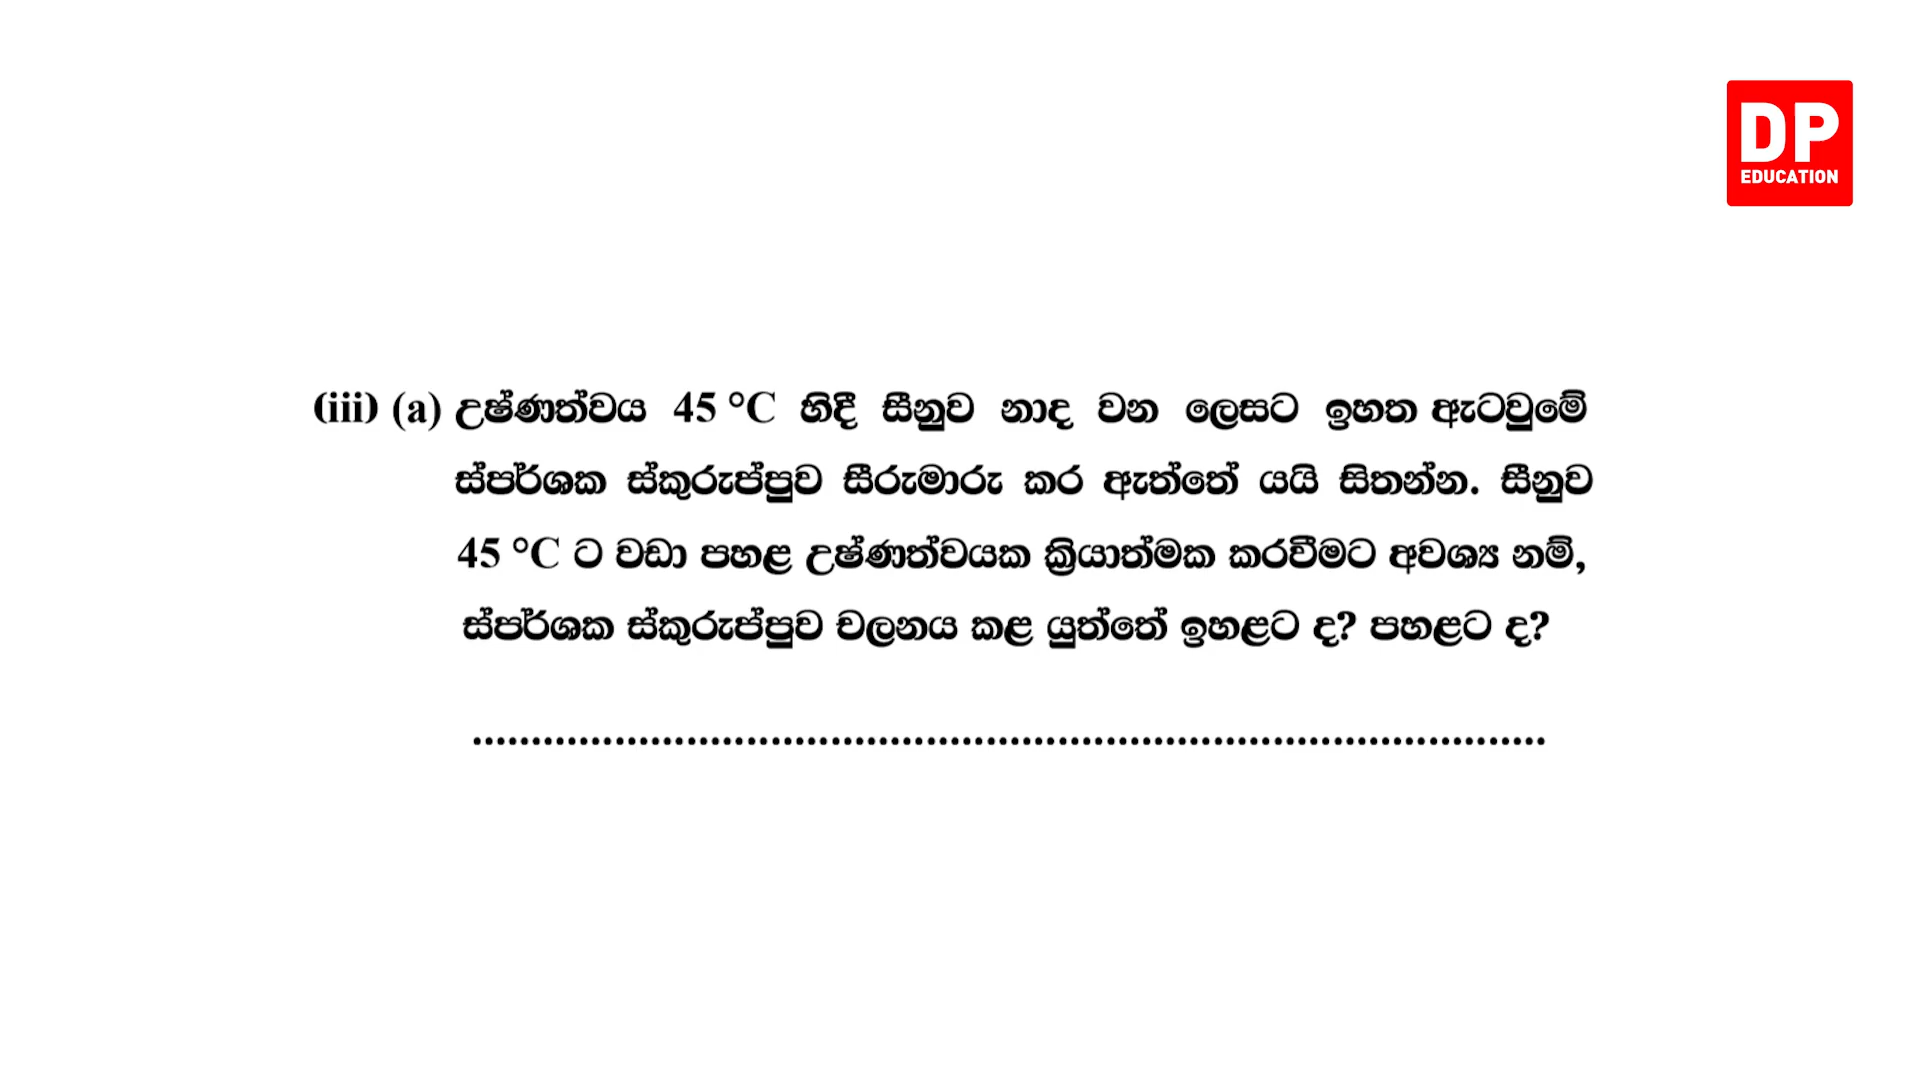 DP
EDUCATION
(iii) (a) උෂ්ණත්වය 45 °C හිදී සීනුව නාද වන ලෙසට ඉහත ඇටවුමේ
ස්පර්ශක ස්කුරුප්පුව සීරුමාරු කර ඇත්තේ යයි සිතන්න. සීනුව
45 °C ට වඩා පහළ උෂ්ණත්වයක ක්‍රියාත්මක කරවීමට අවශ්‍ය නම්,
ස්පර්ශක ස්කුරුප්පුව චලනය කළ යුත්තේ ඉහළට ද? පහළට ද?
..........................................................................................